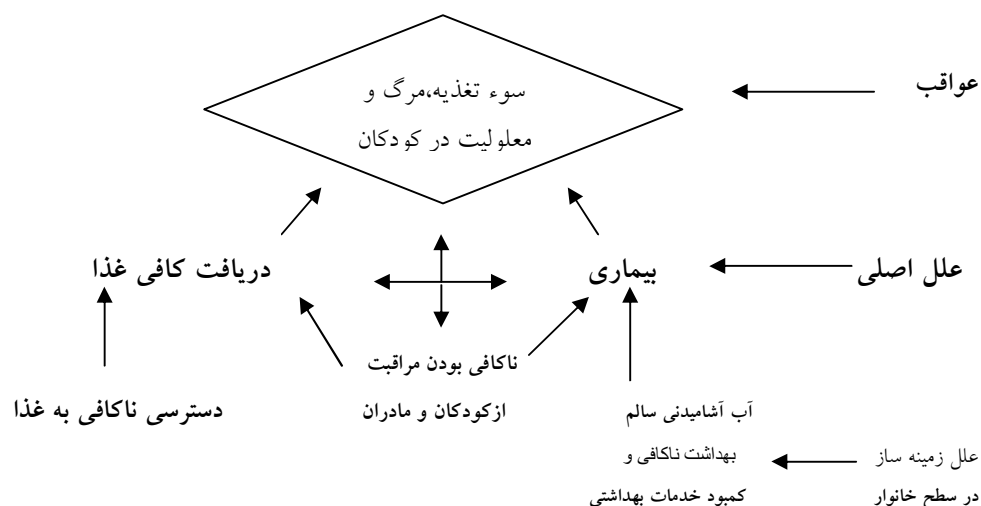 عواقب
سوء تغذیه،مرگ و
معلولیت در کودکان
علل اصلی
بیماری
دریافت کافی غذا
ناکافی بودن مراقبت
ازکودکان و مادران
دسترسی ناکافی به غذا
آب آشامیدنی سالم
بهداشت ناکافی و
کمبود خدمات بهداشتی
علل زمینه ساز
در سطح خانوار